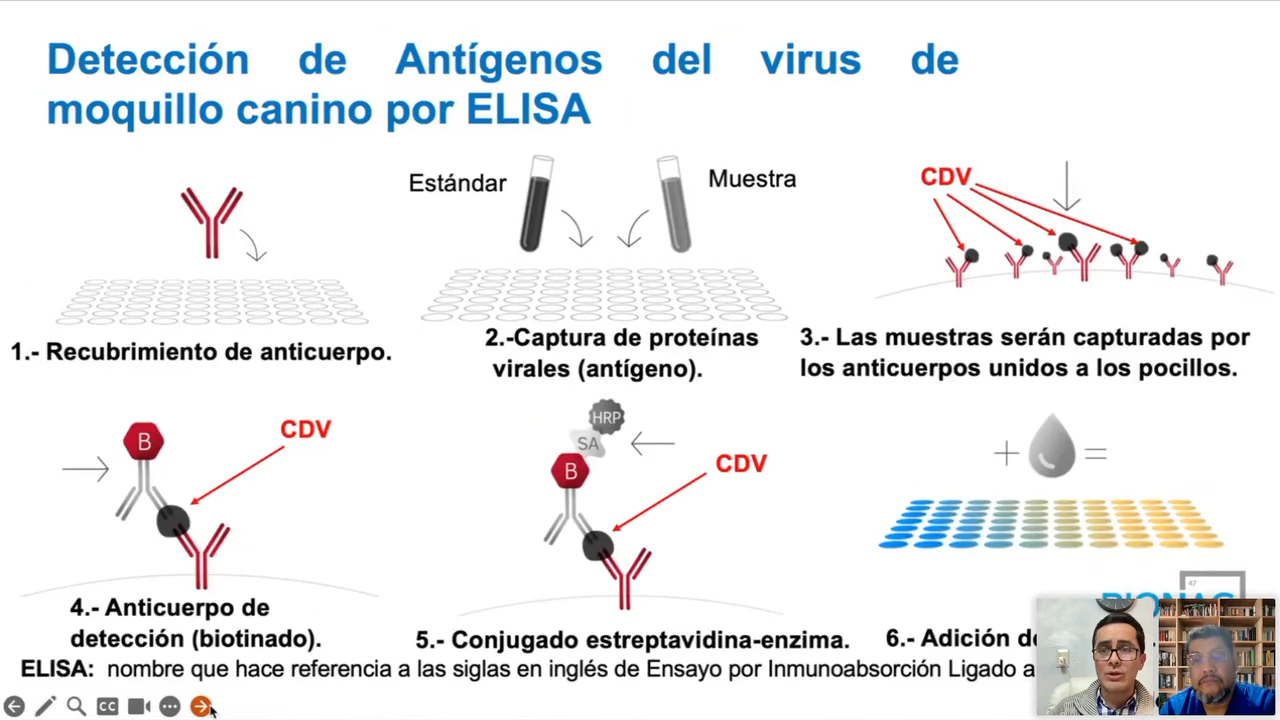 Detección de Antígenos del virus de
moquillo canino por ELISA
Estándar
Muestra
CDV
1.- Recubrimiento de anticuerpo.
2.-Captura de proteínas
virales (antígeno).
3.- Las muestras serán capturadas por
los anticuerpos unidos a los pocillos.
B
CDV
4.- Anticuerpo de
detección (biotinado).
HRP
SA
B
CDV
5.- Conjugado estreptavidina-enzima.
+ =
47
6.- Adición
ELISA: nombre que hace referencia a las siglas en inglés de Ensayo por Inmunoabsorción Ligado a
CC